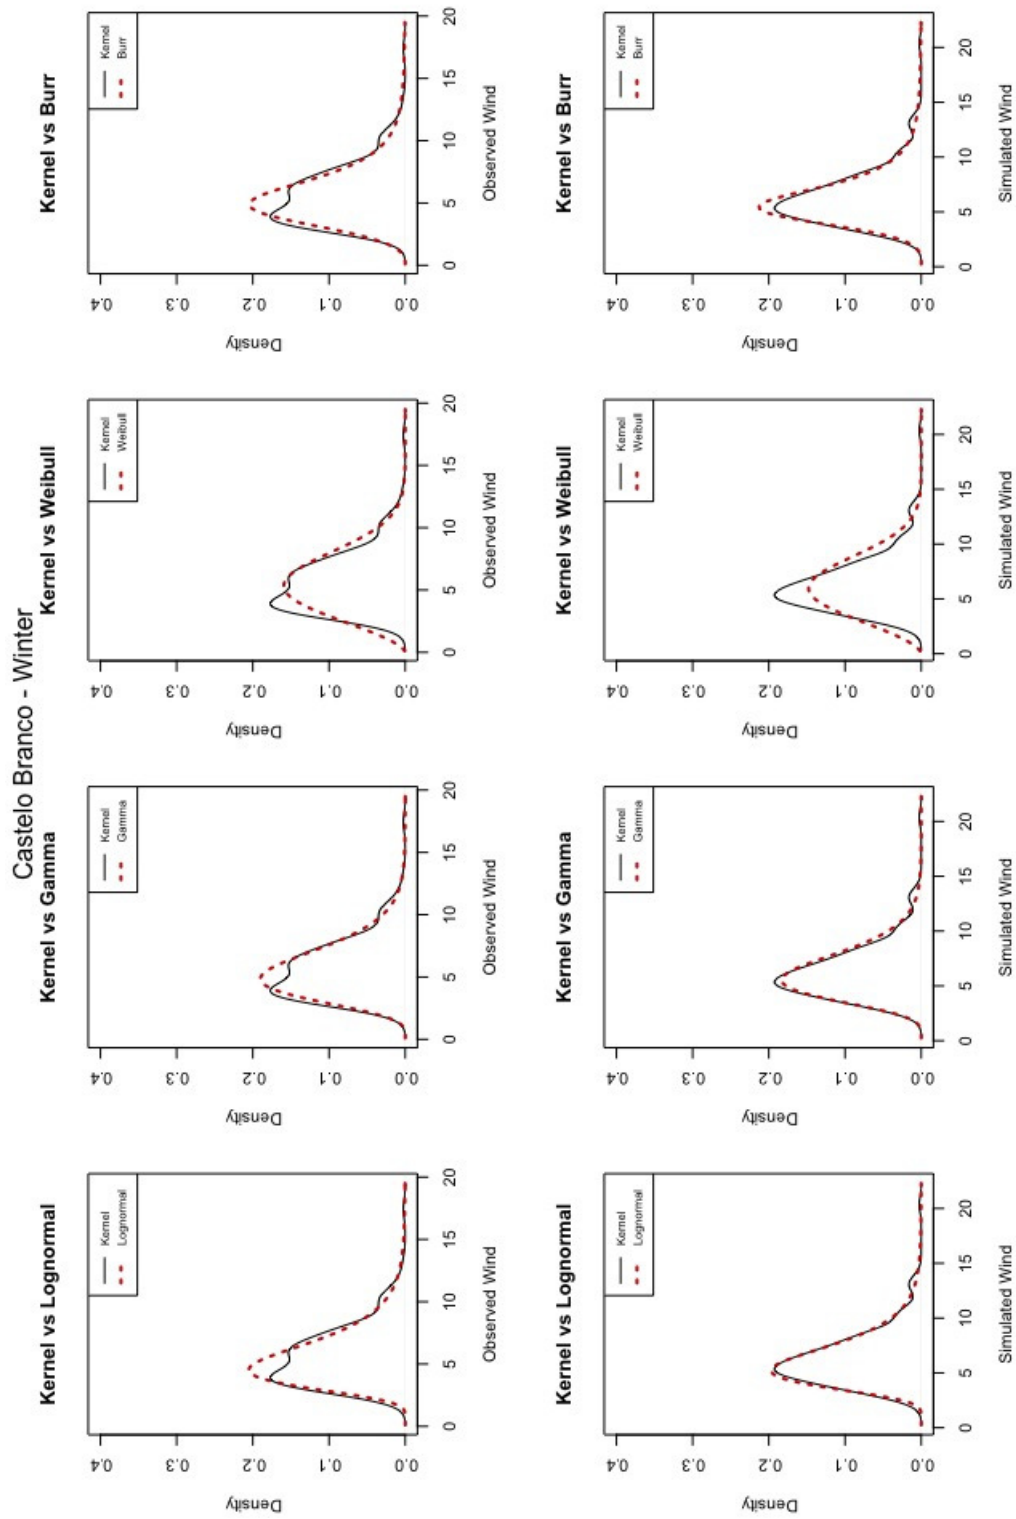 Castelo Branco - Winter
Kernel vs Lognormal
Kernel
Lognormal
Density
0.0 0.1 0.2 0.3 0.4
0 5 10 15 20
Observed Wind
Kernel vs Gamma
Kernel
Gamma
Density
0.0 0.1 0.2 0.3 0.4
0 5 10 15 20
Observed Wind
Kernel vs Weibull
Kernel
Weibull
Density
0.0 0.1 0.2 0.3 0.4
0 5 10 15 20
Observed Wind
Kernel vs Burr
Kernel
Burr
Density
0.0 0.1 0.2 0.3 0.4
0 5 10 15 20
Observed Wind
Kernel vs Lognormal
Kernel
Lognormal
Density
0.0 0.1 0.2 0.3 0.4
0 5 10 15 20
Simulated Wind
Kernel vs Gamma
Kernel
Gamma
Density
0.0 0.1 0.2 0.3 0.4
0 5 10 15 20
Simulated Wind
Kernel vs Weibull
Kernel
Weibull
Density
0.0 0.1 0.2 0.3 0.4
0 5 10 15 20
Simulated Wind
Kernel vs Burr
Kernel
Burr
Density
0.0 0.1 0.2 0.3 0.4
0 5 10 15 20
Simulated Wind